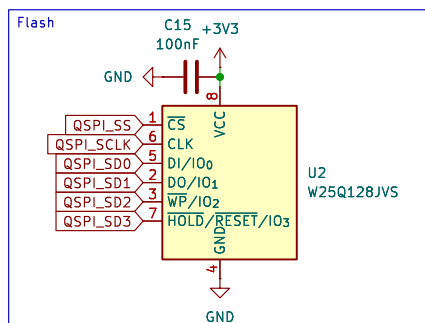 Flash
C15
100nF
+3V3
GND
8
VCC
QSPI_SS 1 CS
QSPI_SCLK 6 CLK
QSPI_SD0 5 DI/IO0
QSPI_SD1 2 DO/IO1
QSPI_SD2 3 WP/IO2
QSPI_SD3 7 HOLD/RESET/IO3
U2
W25Q128JVS
GND
4
GND